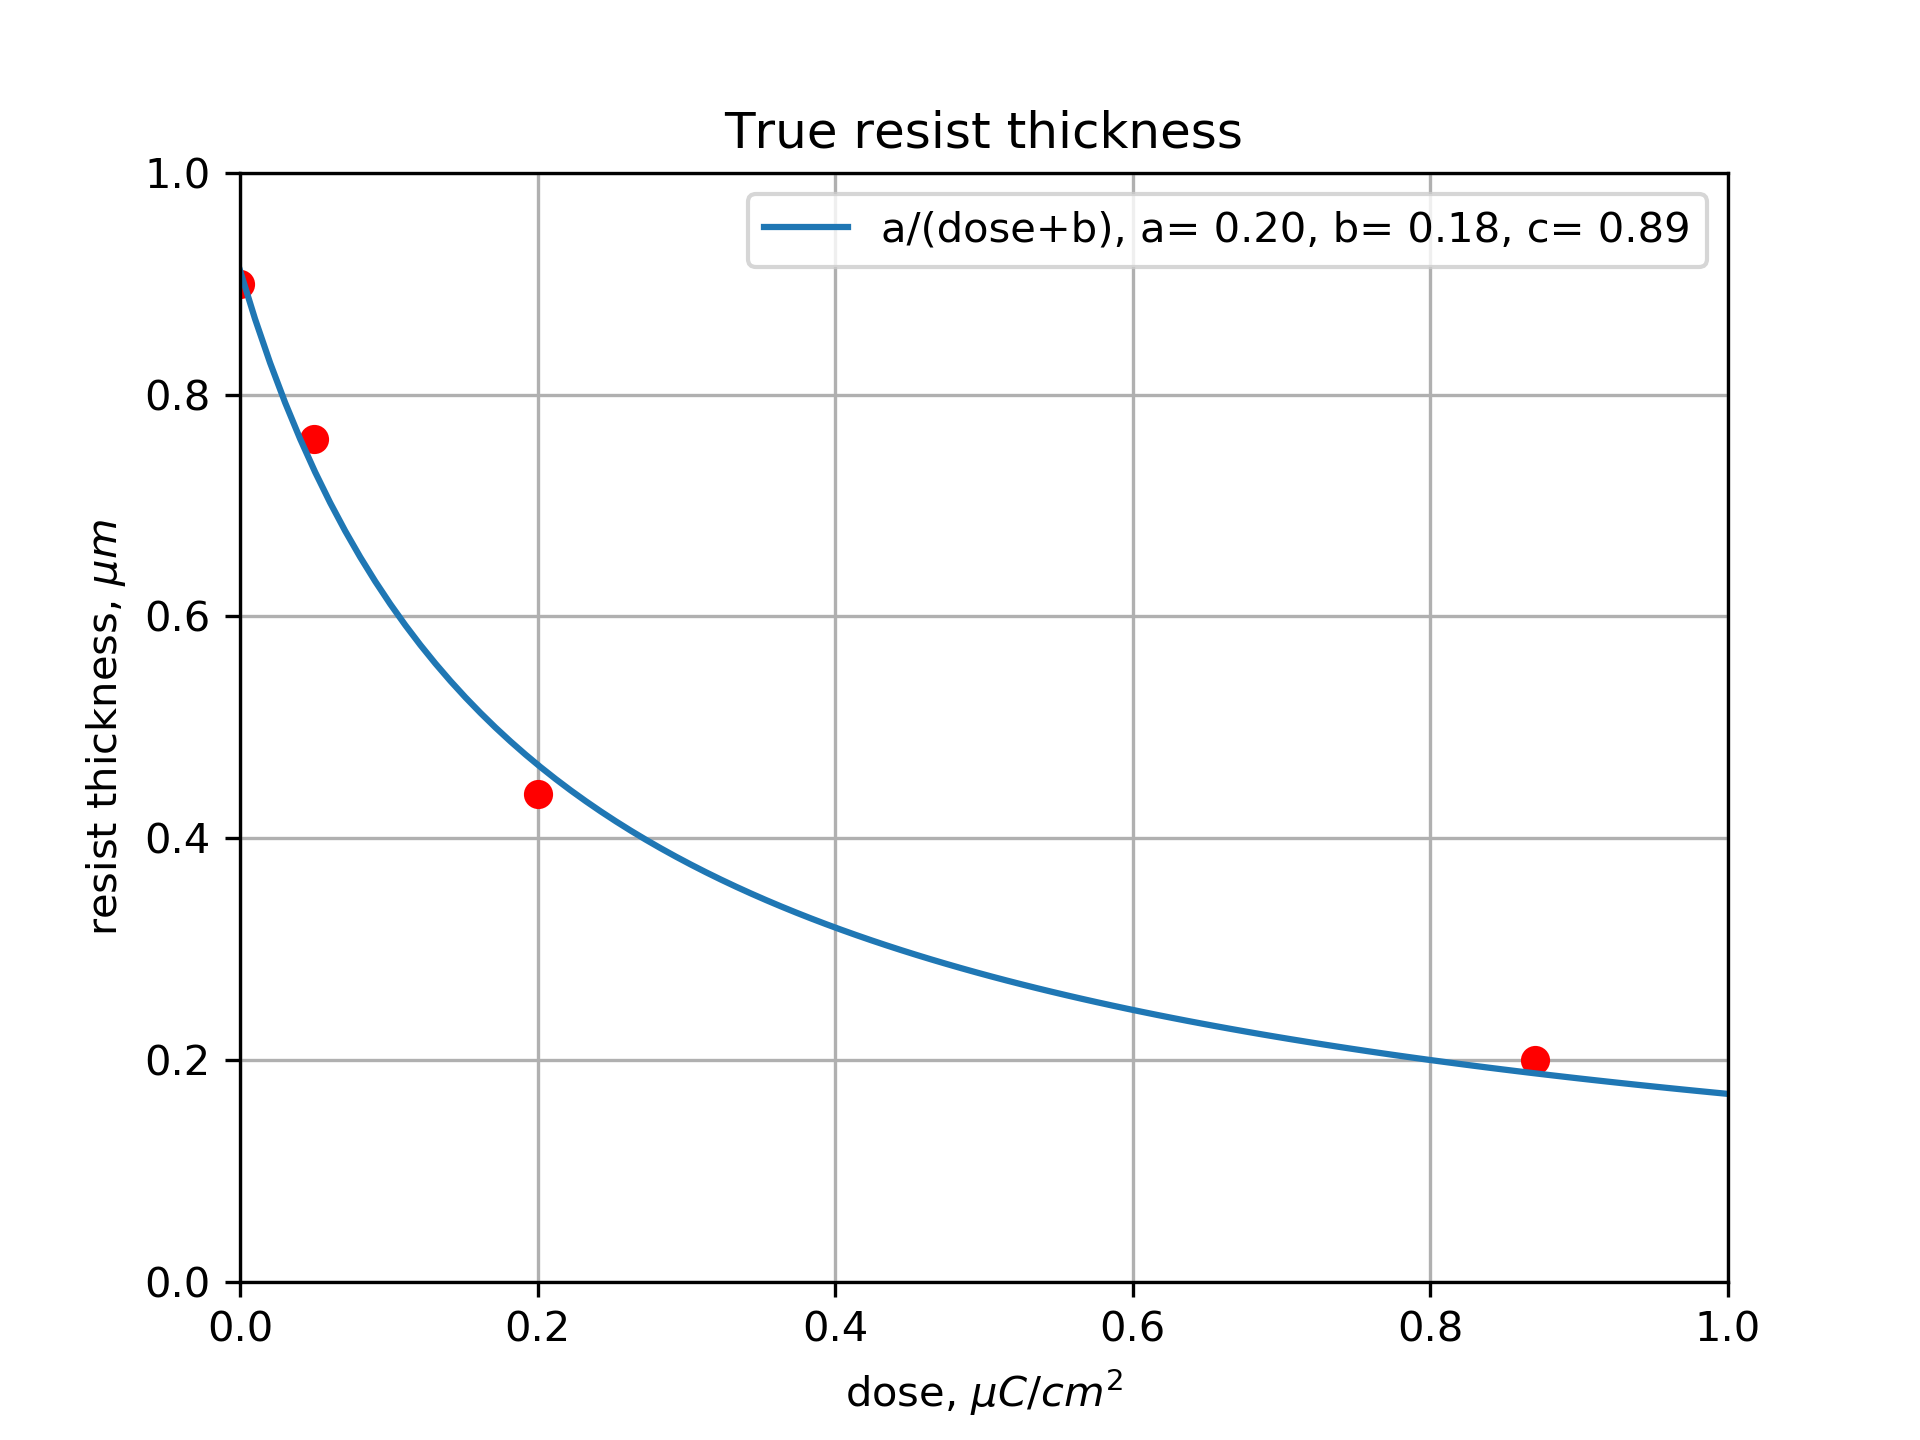 True resist thickness
a/(dose+b), a= 0.20, b= 0.18, c= 0.89
resist thickness, μm
1.0
0.8
0.6
0.4
0.2
0.0
0.0 0.2 0.4 0.6 0.8 1.0
dose, μC/cm²